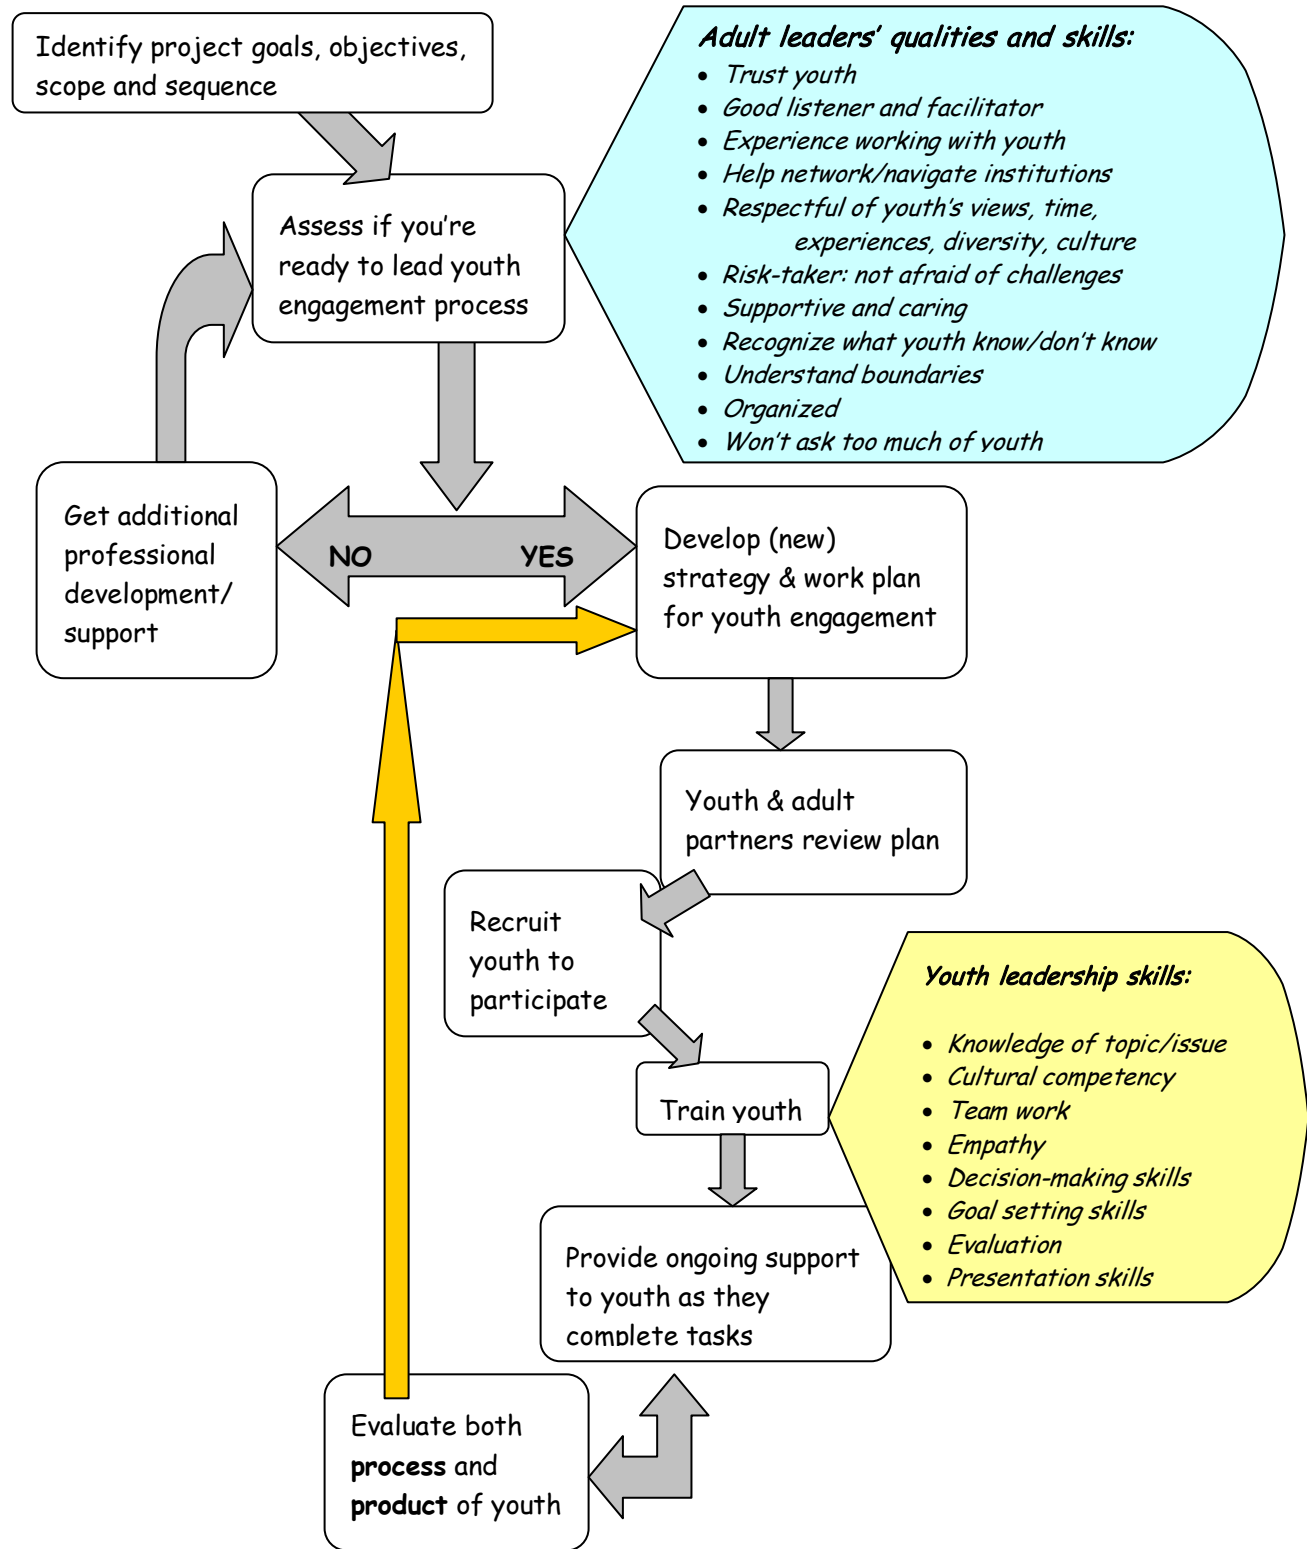 Identify project goals, objectives,
scope and sequence
Adult leaders' qualities and skills:
• Trust youth
• Good listener and facilitator
• Experience working with youth
• Help network/navigate institutions
• Respectful of youth's views, time,
experiences, diversity, culture
• Risk-taker: not afraid of challenges
• Supportive and caring
• Recognize what youth know/don't know
• Understand boundaries
• Organized
• Won't ask too much of youth
Assess if you're
ready to lead youth
engagement process
Get additional
professional
development/
support
NO
YES
Develop (new)
strategy & work plan
for youth engagement
Youth & adult
partners review plan
Recruit
youth to
participate
Train youth
Youth leadership skills:
• Knowledge of topic/issue
• Cultural competency
• Team work
• Empathy
• Decision-making skills
• Goal setting skills
• Evaluation
• Presentation skills
Provide ongoing support
to youth as they
complete tasks
Evaluate both
process and
product of youth